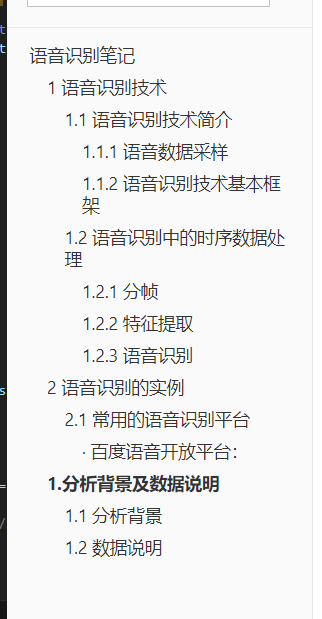 t
t
语音识别笔记
1 语音识别技术
1.1 语音识别技术简介
1.1.1 语音数据采样
1.1.2 语音识别技术基本框
架
1.2 语音识别中的时序数据处
理
1.2.1 分帧
1.2.2 特征提取
1.2.3 语音识别
2 语音识别的实例
s
2.1 常用的语音识别平台
· 百度语音开放平台：
1.分析背景及数据说明
=
1.1 分析背景
/
1.2 数据说明